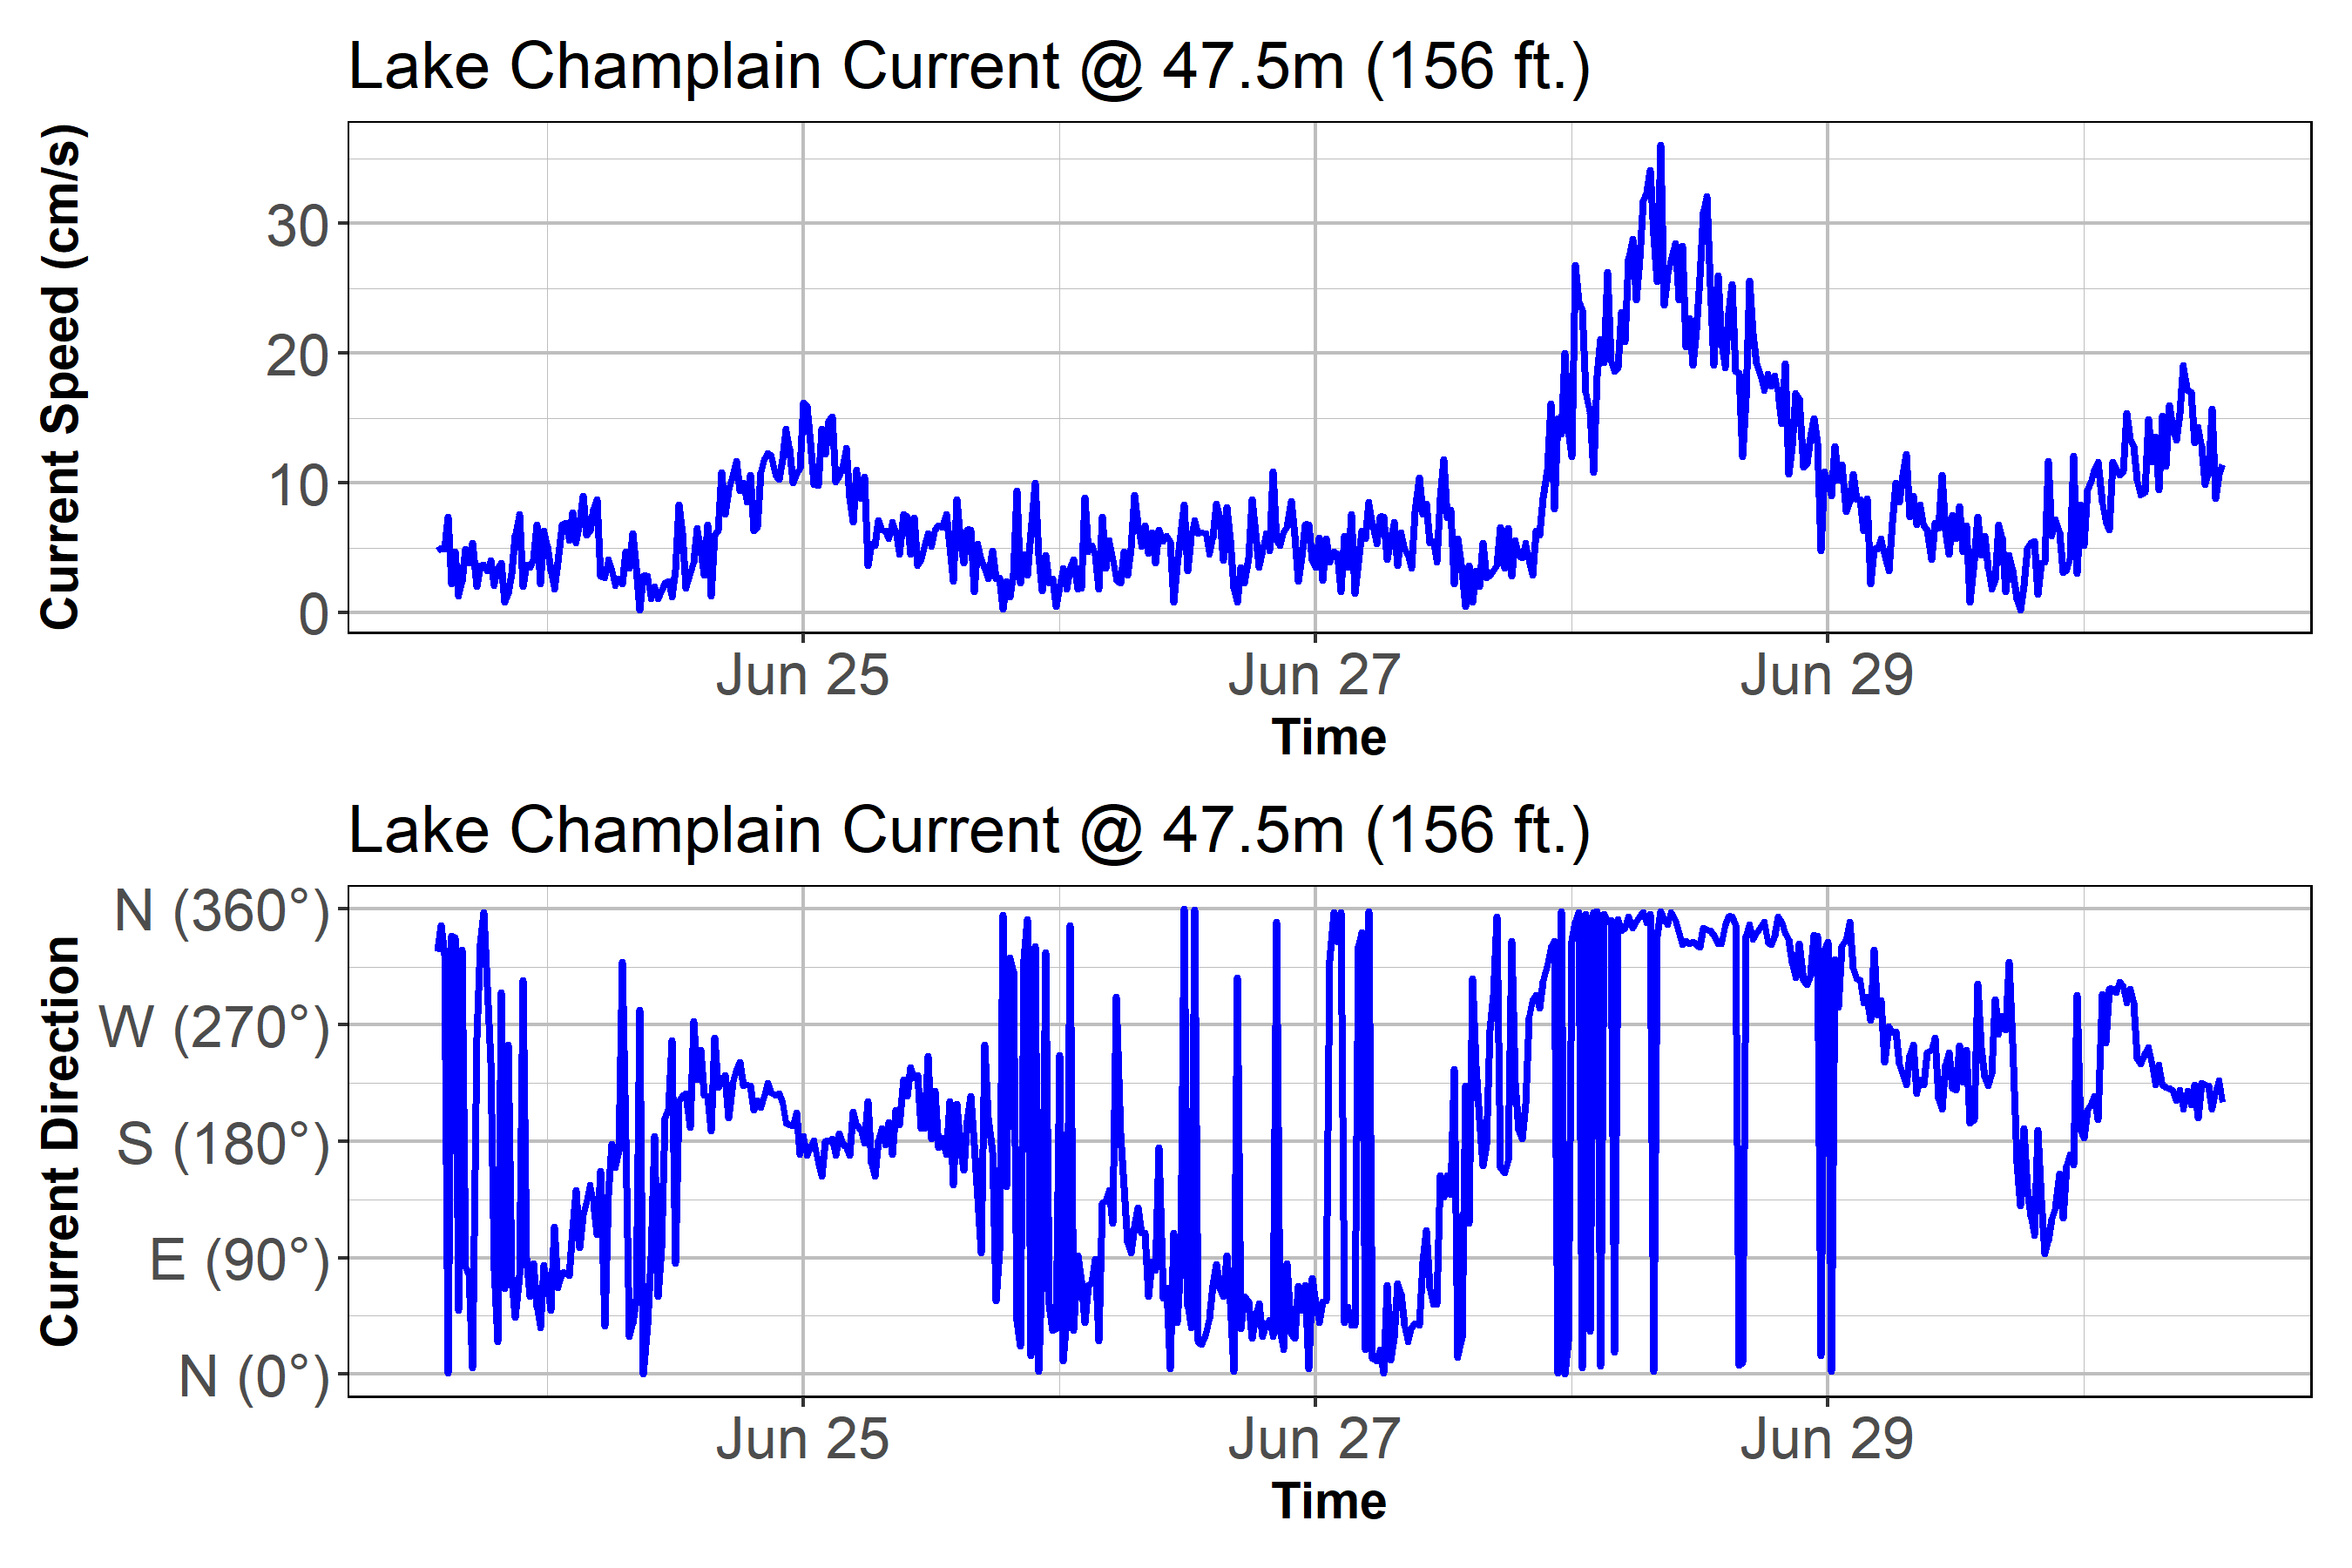 Lake Champlain Current @ 47.5m (156 ft.)
Current Speed (cm/s)
30
20
10
0
Jun 25 Jun 27 Jun 29
Time
Lake Champlain Current @ 47.5m (156 ft.)
Current Direction
N (360°)
W (270°)
S (180°)
E (90°)
N (0°)
Jun 25 Jun 27 Jun 29
Time